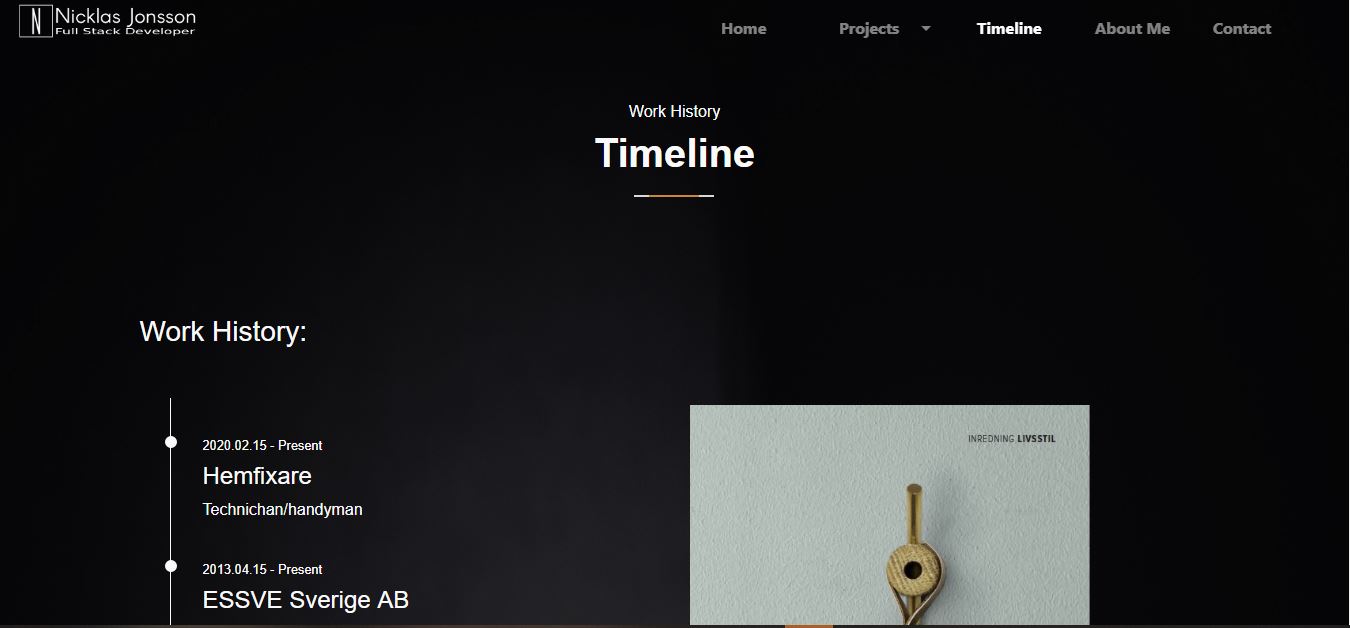 Nicklas Jonsson
Full Stack Developer
Home Projects Timeline About Me Contact
Work History
Timeline
Work History:
2020.02.15 - Present
Hemfixare
Technichan/handyman
2013.04.15 - Present
ESSVE Sverige AB
INREDNING LIVSSTIL